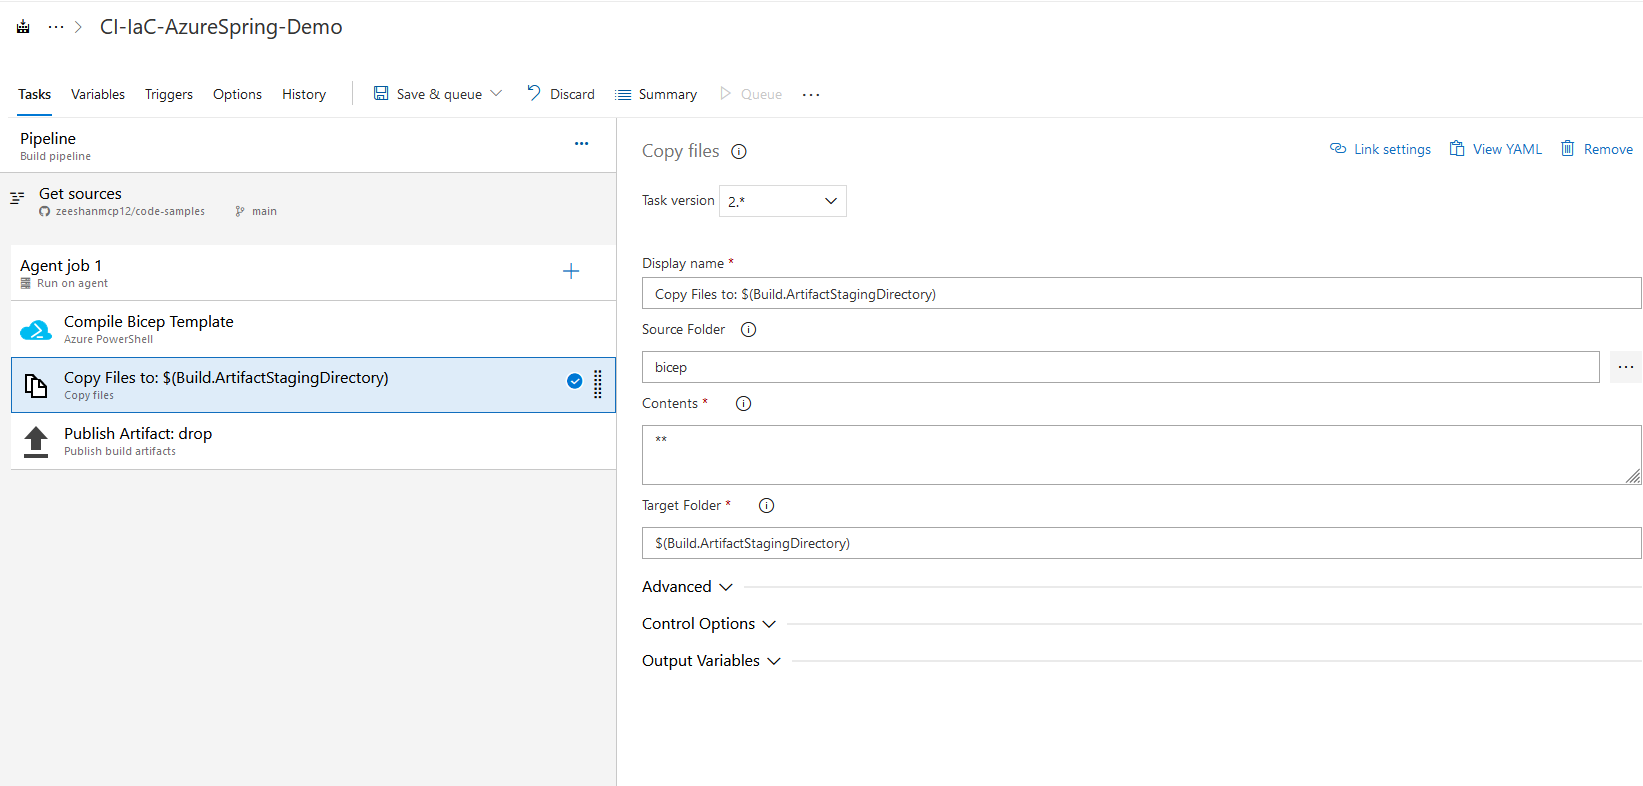 CI-IaC-AzureSpring-Demo
Tasks Variables Triggers Options History Save & queue Discard Summary Queue
Pipeline
Build pipeline
Get sources
zeeshanmcp12/code-samples main
Agent job 1
Run on agent
Compile Bicep Template
Azure PowerShell
Copy Files to: $(Build.ArtifactStagingDirectory)
Copy files
Publish Artifact: drop
Publish build artifacts
Copy files
Link settings View YAML Remove
Task version 2.*
Display name *
Copy Files to: $(Build.ArtifactStagingDirectory)
Source Folder
bicep
Contents *
**
Target Folder *
$(Build.ArtifactStagingDirectory)
Advanced
Control Options
Output Variables